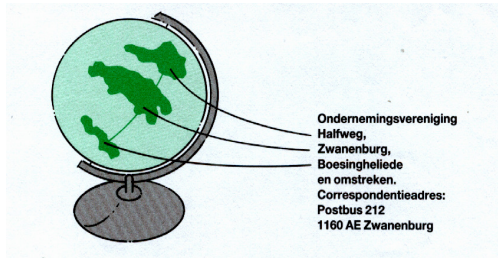 Ondernemingsvereniging
Halfweg,
Zwanenburg,
Boesingheliede
en omstreken.
Correspondentieadres:
Postbus 212
1160 AE Zwanenburg